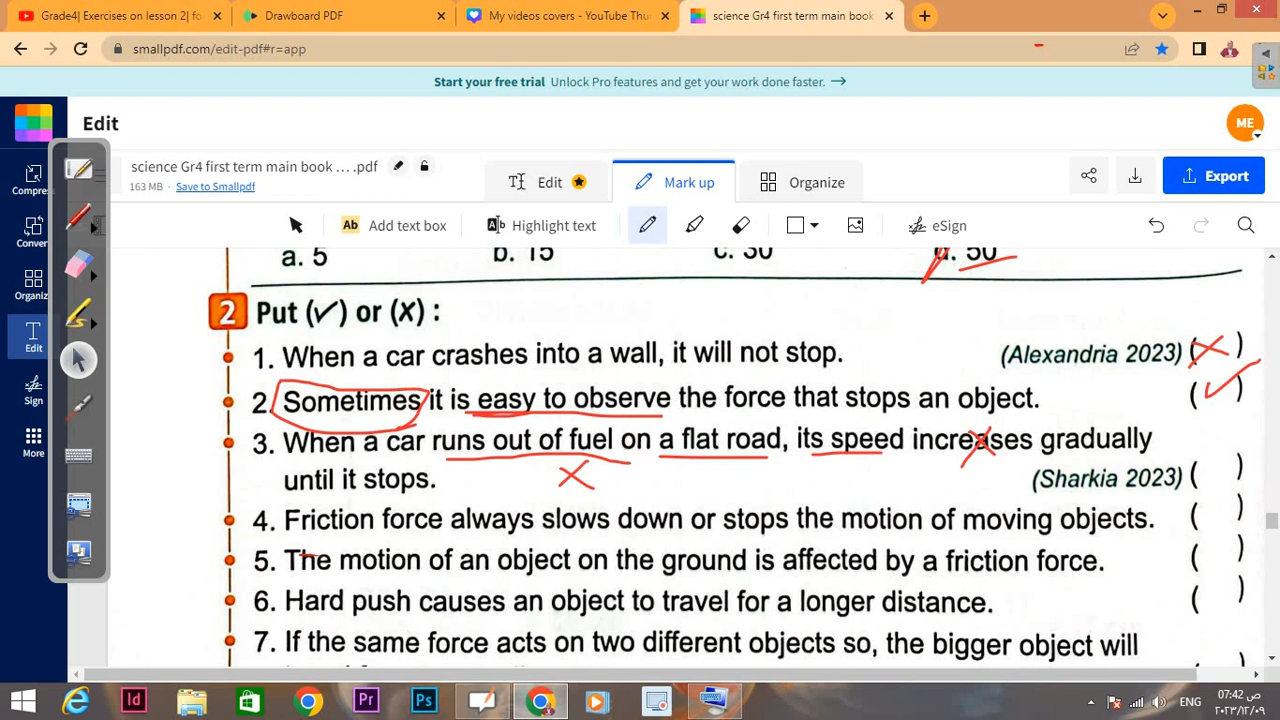 Grade4| Exercises on lesson 2| fo
Drawboard PDF
My videos covers - YouTube Thu
science Gr4 first term main book
smallpdf.com/edit-pdf#r=app
Start your free trial Unlock Pro features and get your work done faster.
Edit
ME
science Gr4 first term main book ... .pdf
163 MB · Save to Smallpdf
Edit
Mark up
Organize
Export
Ab Add text box
Highlight text
eSign
Compres
Conver
Organiz
Edit
Sign
More
a. 5 b. 15 c. 30 d. 50
2 Put (✓) or (x) :
1. When a car crashes into a wall, it will not stop. (Alexandria 2023) ( )
2. Sometimes it is easy to observe the force that stops an object. ( )
3. When a car runs out of fuel on a flat road, its speed increases gradually
until it stops. (Sharkia 2023) ( )
4. Friction force always slows down or stops the motion of moving objects. ( )
5. The motion of an object on the ground is affected by a friction force. ( )
6. Hard push causes an object to travel for a longer distance. ( )
7. If the same force acts on two different objects so, the bigger object will
Id Pr Ps
ENG
07:42 ص
٢٠٢٣/١٢/٠٩